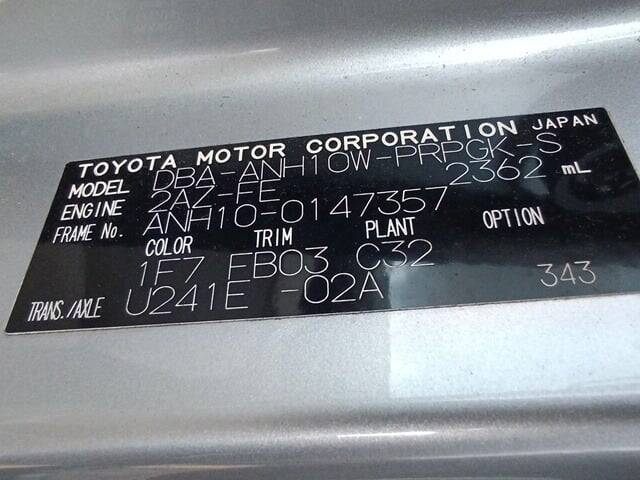 TOYOTA MOTOR CORPORATION JAPAN
MODEL DBA-ANH10W-PRPGK-S
ENGINE 2AZ-FE 2362 mL
FRAME No. ANH10-0147357
COLOR TRIM PLANT OPTION
1F7 FB03 C32
TRANS./AXLE U241E -02A 343